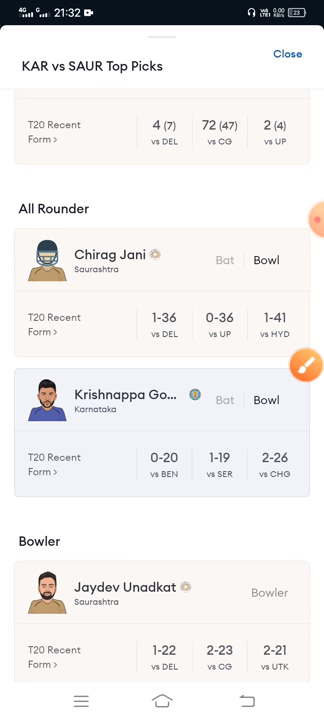 4G G 21:32 Vo) LTE1 0.00 KB/s 23
Close
KAR vs SAUR Top Picks
T20 Recent Form > 4 (7) vs DEL 72 (47) vs CG 2 (4) vs UP
All Rounder
Chirag Jani Bat Bowl
Saurashtra
T20 Recent Form > 1-36 vs DEL 0-36 vs UP 1-41 vs HYD
Krishnappa Go... Bat Bowl
Karnataka
T20 Recent Form > 0-20 vs BEN 1-19 vs SER 2-26 vs CHG
Bowler
Jaydev Unadkat Bowler
Saurashtra
T20 Recent Form > 1-22 vs DEL 2-23 vs CG 2-21 vs UTK